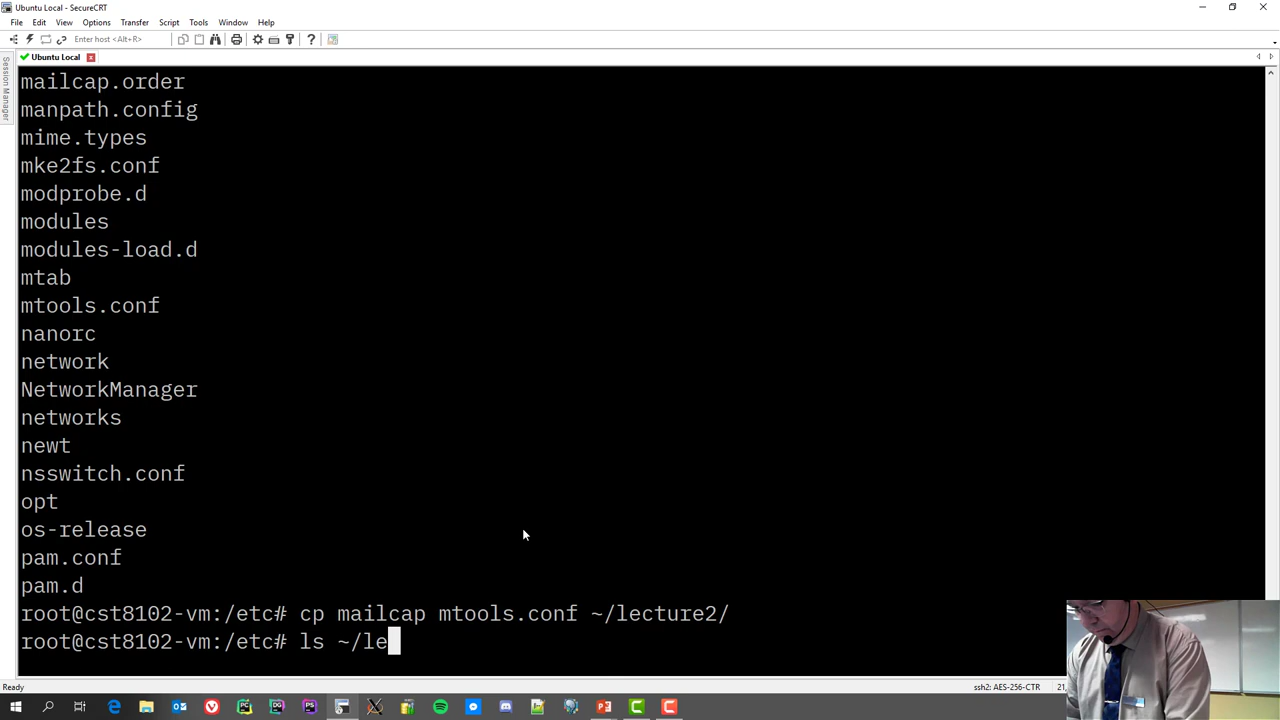 Ubuntu Local - SecureCRT
File Edit View Options Transfer Script Tools Window Help
Enter host <Alt+R>
Ubuntu Local
Session Manager
mailcap.order
manpath.config
mime.types
mke2fs.conf
modprobe.d
modules
modules-load.d
mtab
mtools.conf
nanorc
network
NetworkManager
networks
newt
nsswitch.conf
opt
os-release
pam.conf
pam.d
root@cst8102-vm:/etc# cp mailcap mtools.conf ~/lecture2/
root@cst8102-vm:/etc# ls ~/le
Ready
ssh2: AES-256-CTR
21,